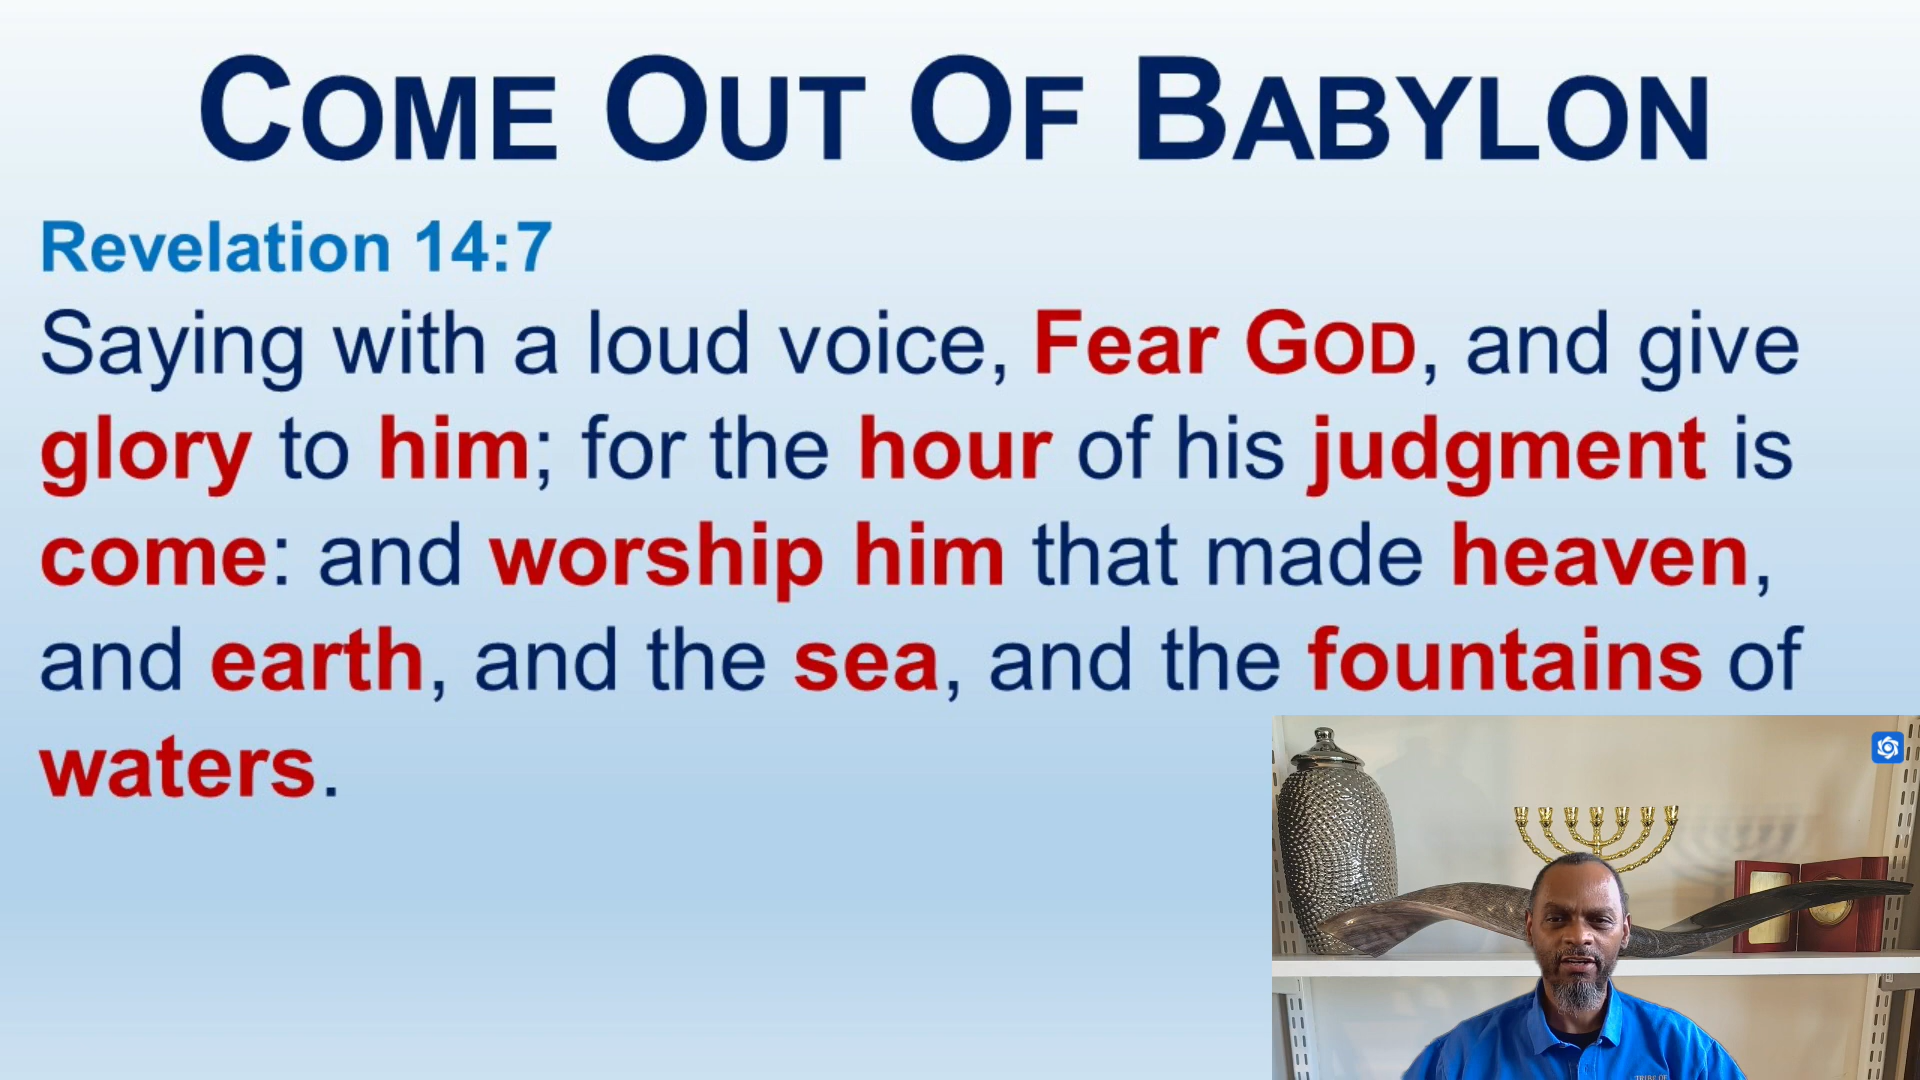 COME OUT OF BABYLON
Revelation 14:7
Saying with a loud voice, Fear GOD, and give
glory to him; for the hour of his judgment is
come: and worship him that made heaven,
and earth, and the sea, and the fountains of
waters.
TRIBE OF